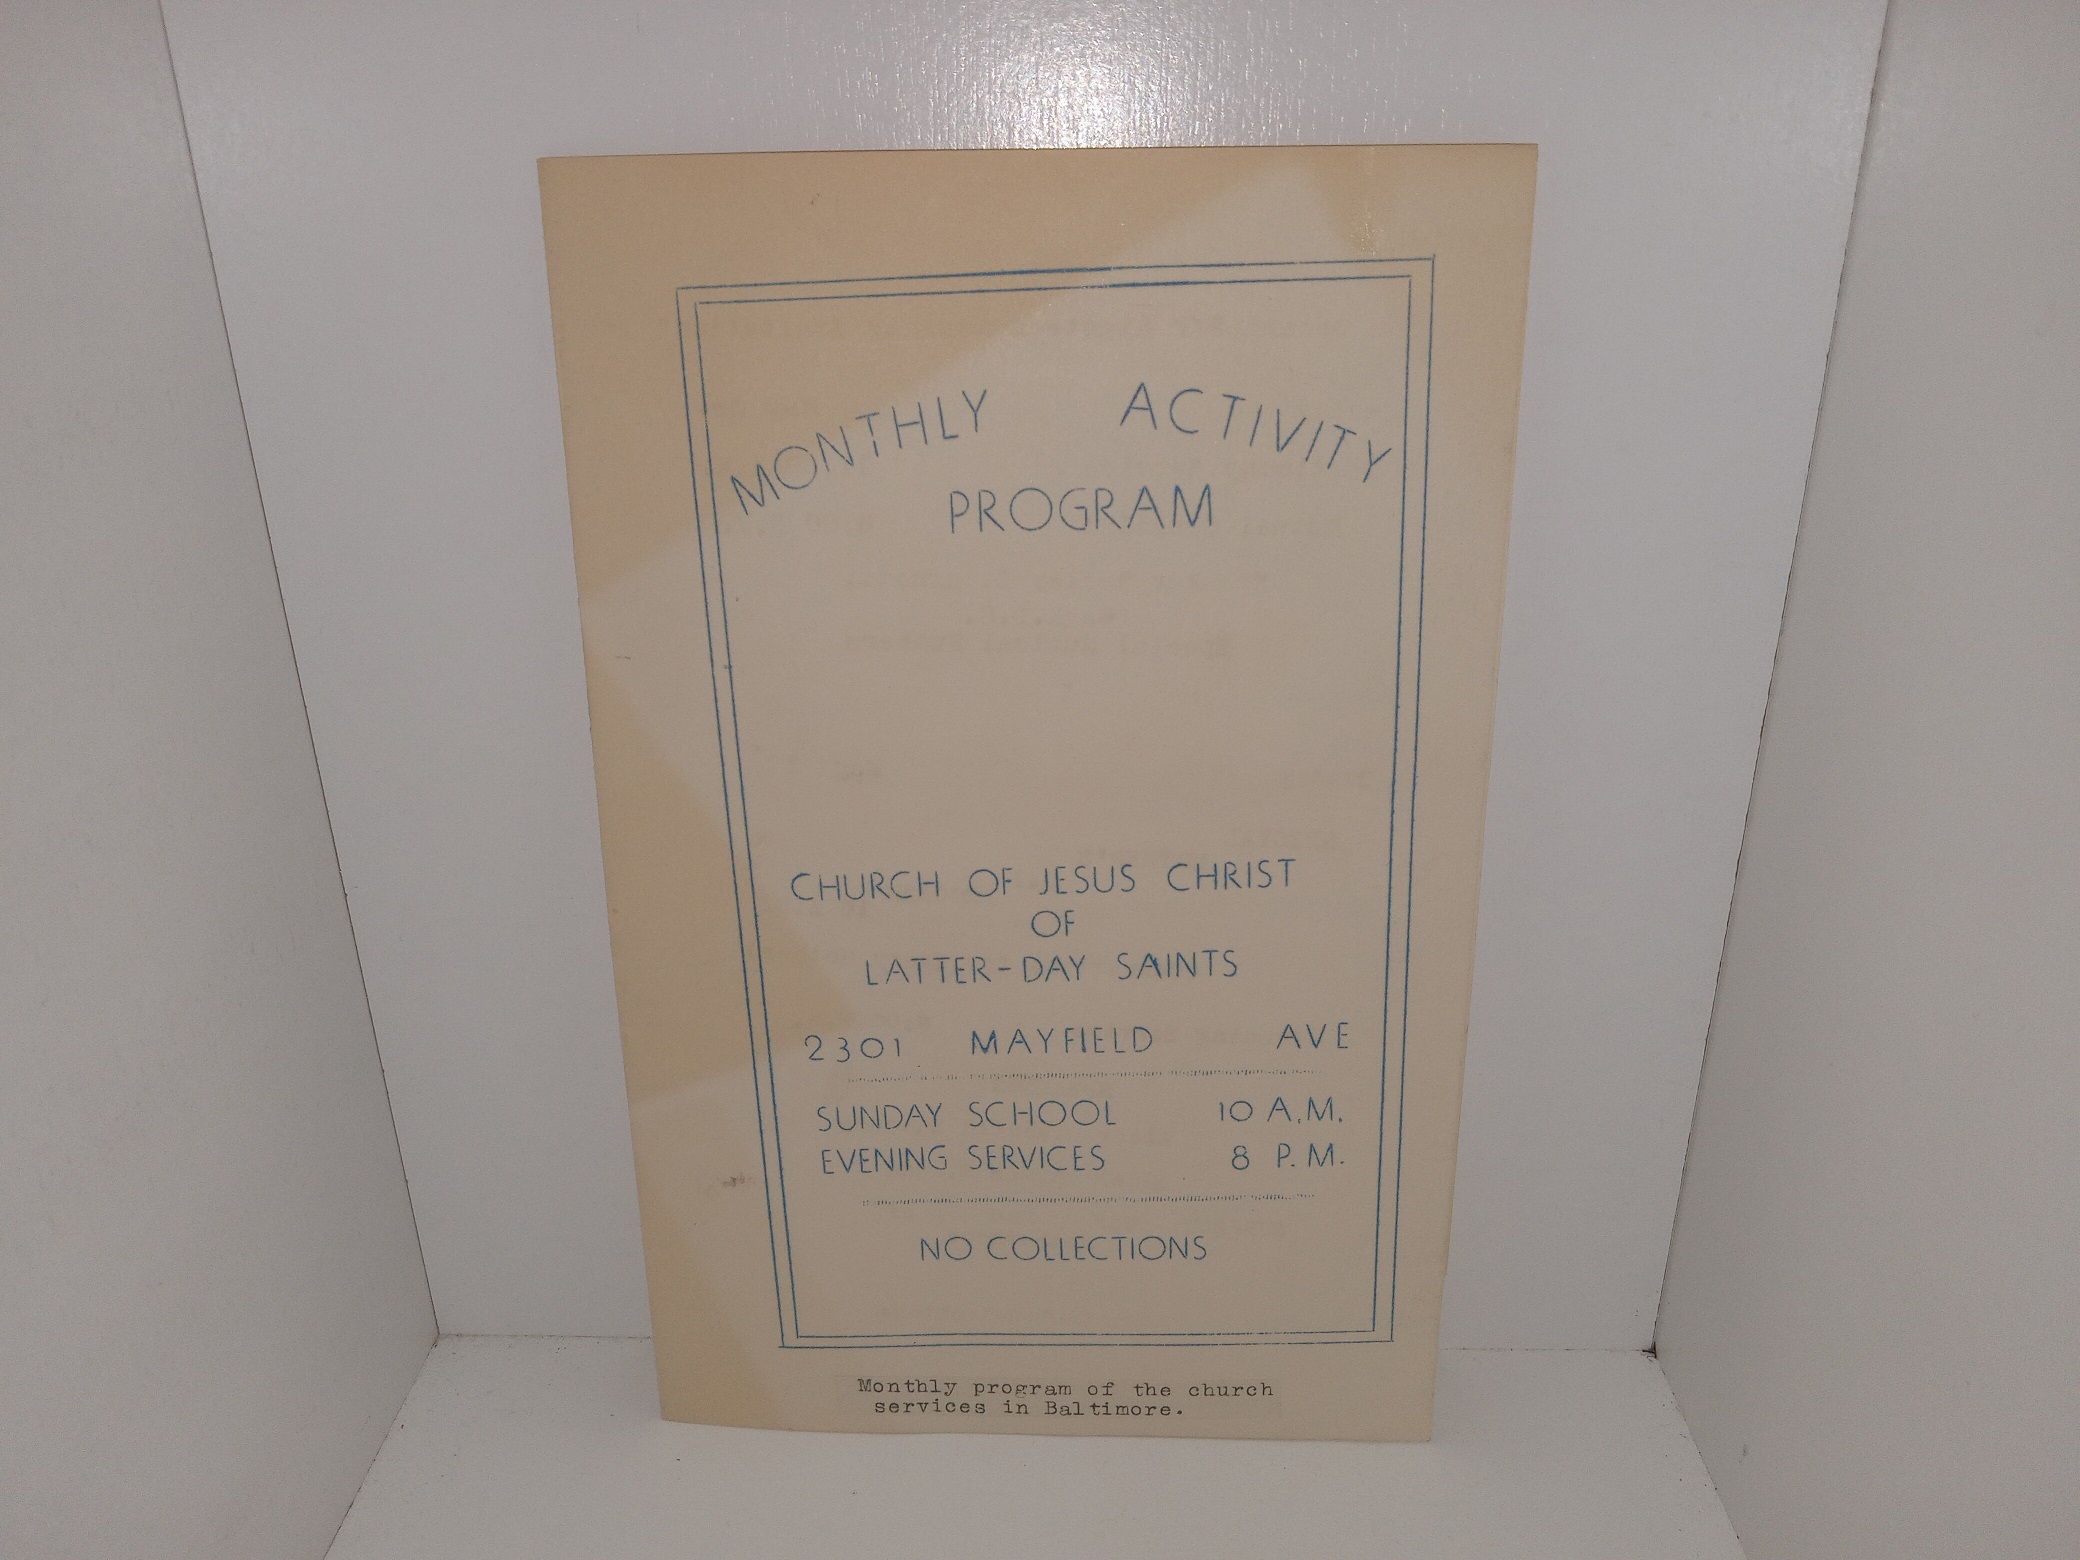 MONTHLY ACTIVITY
PROGRAM
CHURCH OF JESUS CHRIST
OF
LATTER-DAY SAINTS
2301 MAYFIELD AVE
SUNDAY SCHOOL 10 A.M.
EVENING SERVICES 8 P.M.
NO COLLECTIONS
Monthly program of the church
services in Baltimore.